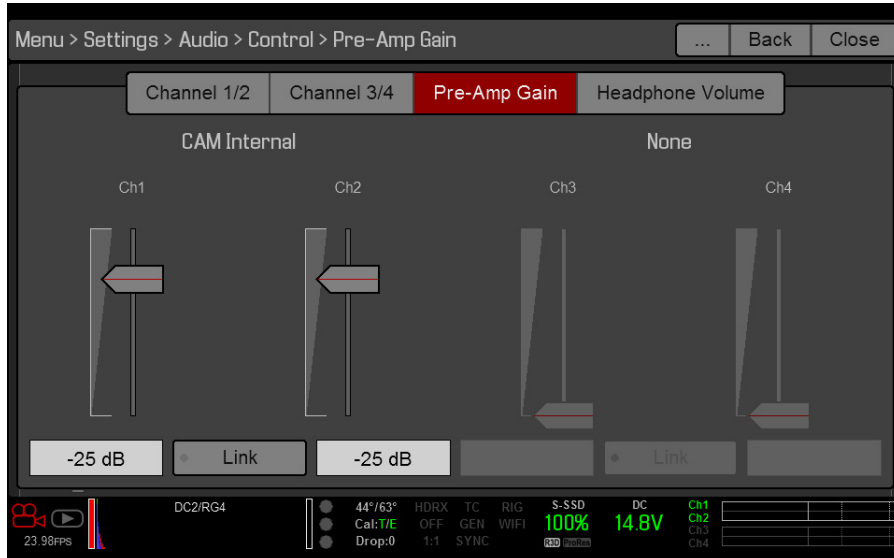 Menu > Settings > Audio > Control > Pre-Amp Gain ... Back Close
Channel 1/2 Channel 3/4 Pre-Amp Gain Headphone Volume
CAM Internal None
Ch1 Ch2 Ch3 Ch4
-25 dB Link -25 dB Link
DC2/RG4 44°/63° HDRX TC RIG S-SSD DC Ch1
Cal:T/E OFF GEN WIFI 100% 14.8V Ch2
23.98FPS Drop:0 1:1 SYNC R3D ProRes Ch3
Ch4